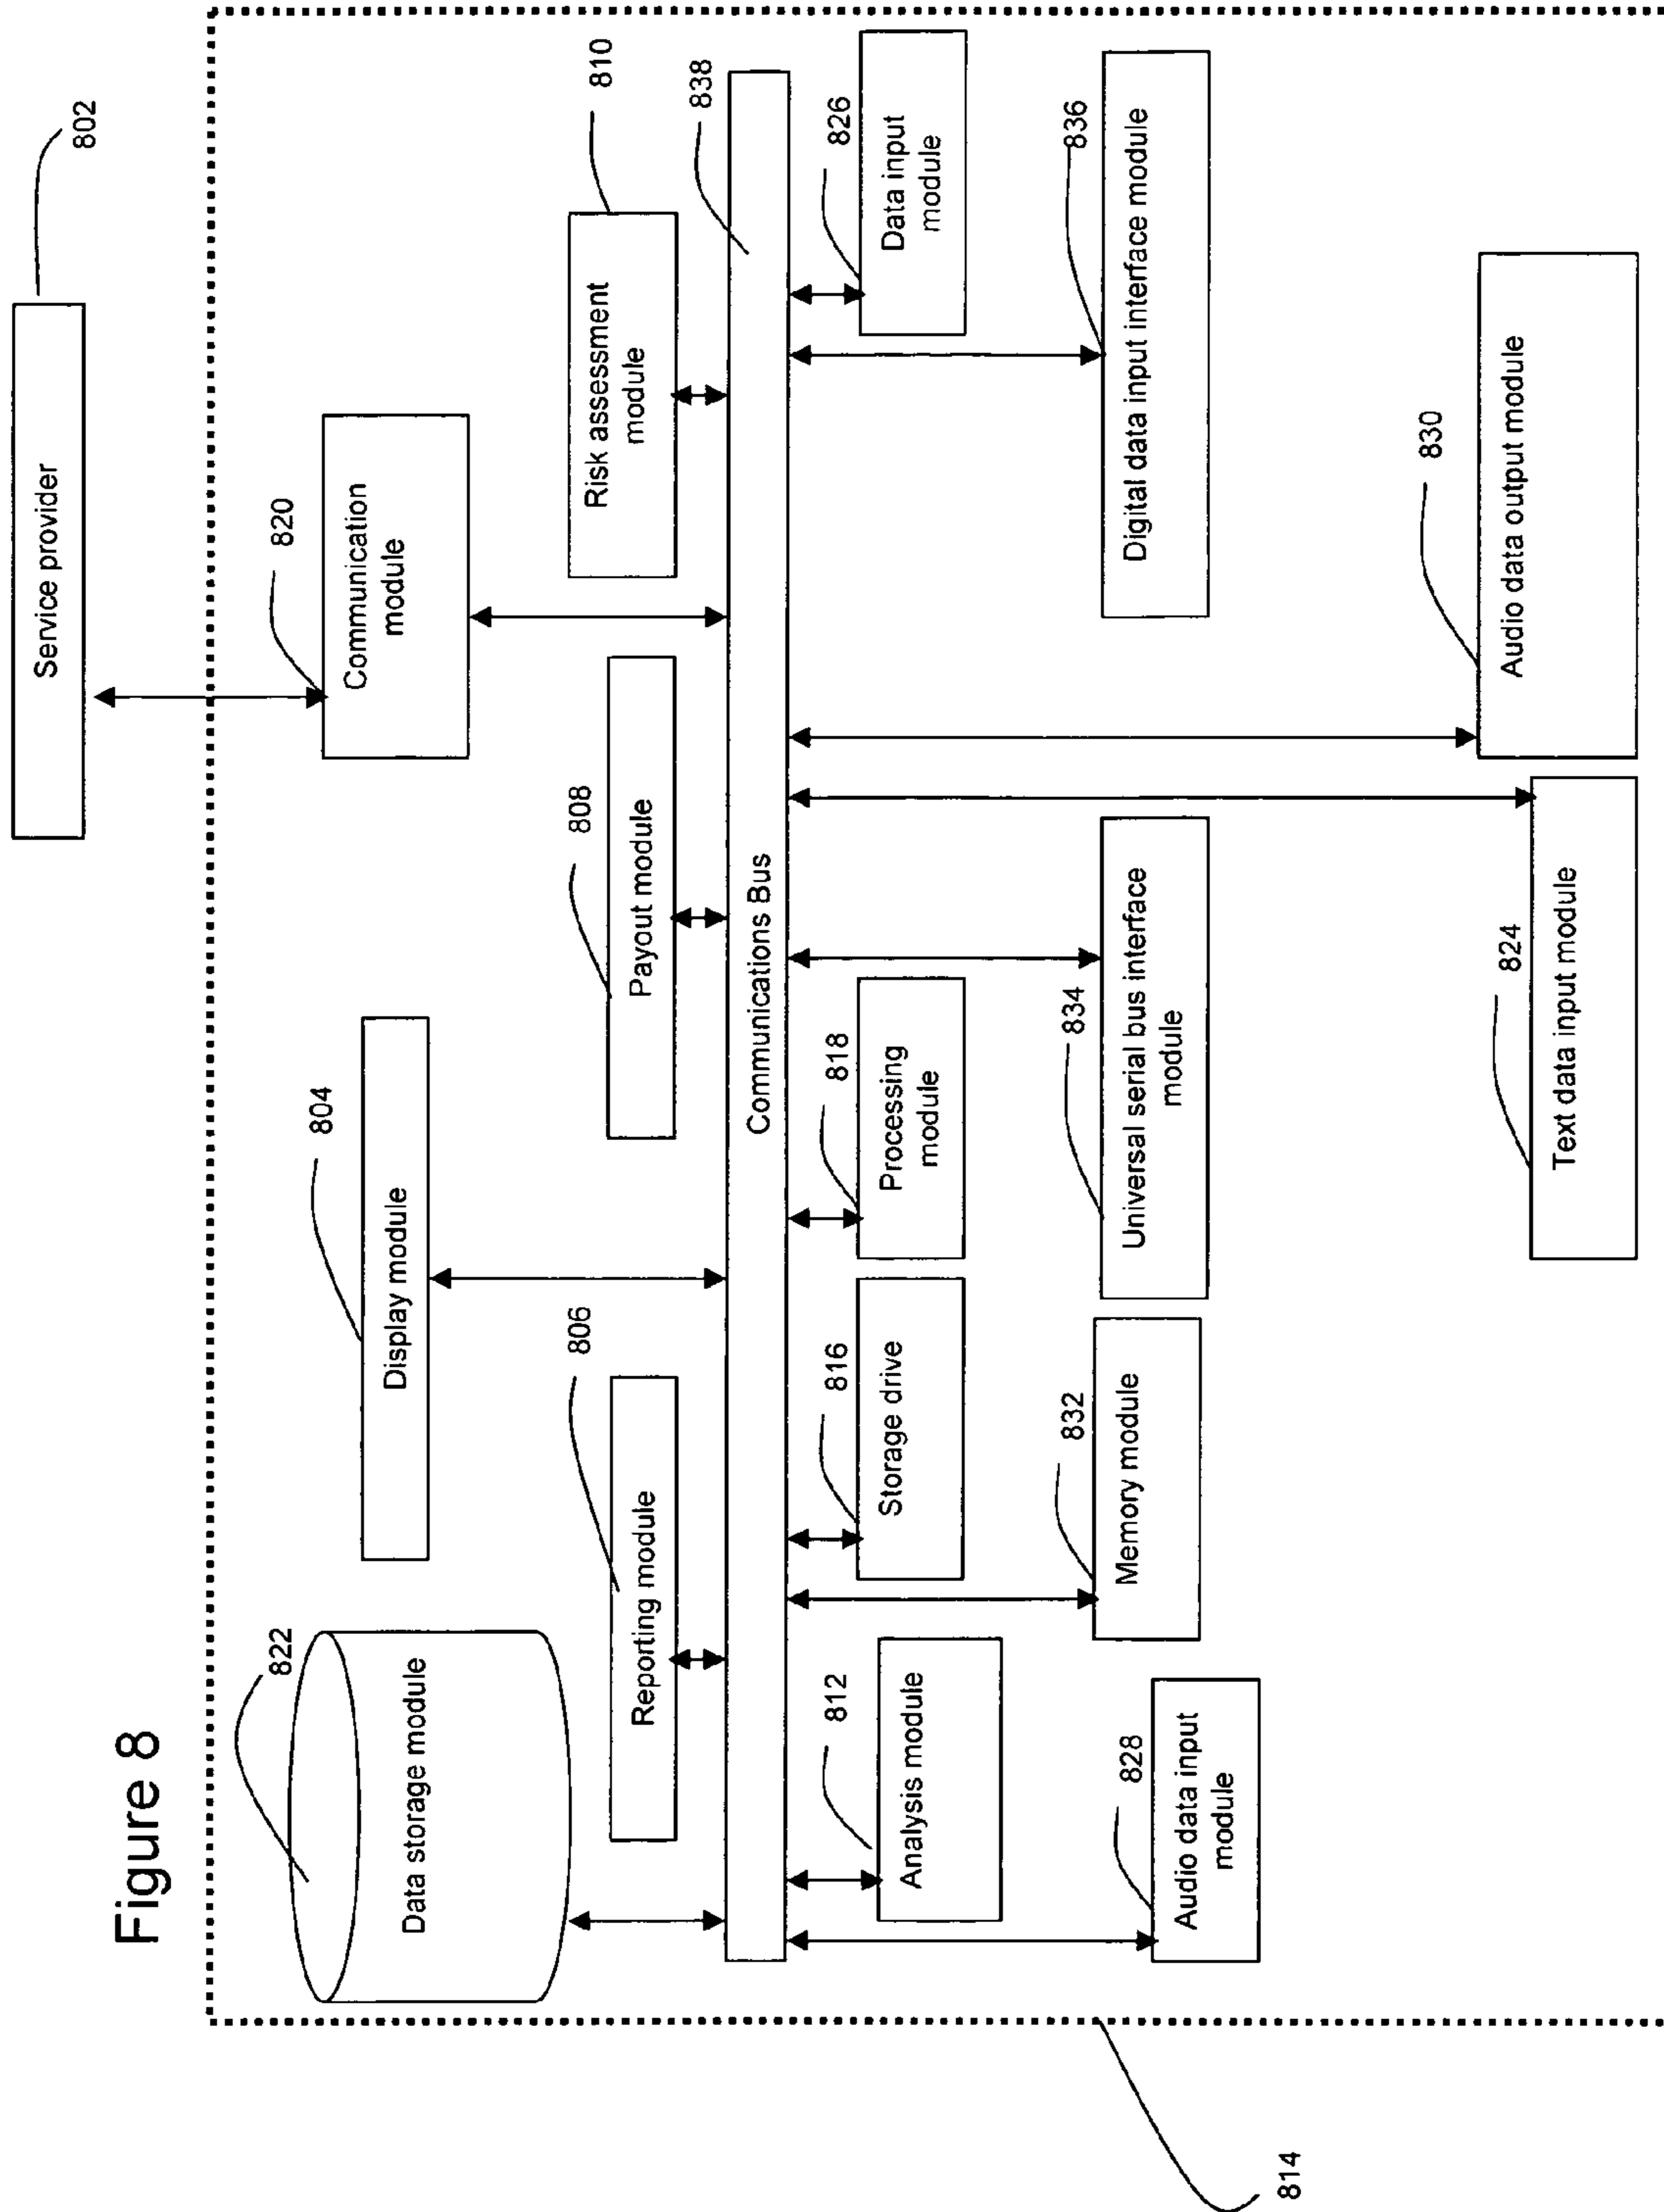 Figure 8
Service provider
802
822
Data storage module
804
Display module
820
Communication
module
806
Reporting module
808
Payout module
810
Risk assessment
module
838
Communications Bus
812
Analysis module
816
Storage drive
818
Processing
module
826
Data input
module
828
Audio data input
module
832
Memory module
834
Universal serial bus interface
module
836
Digital data input interface module
824
Text data input module
830
Audio data output module
814